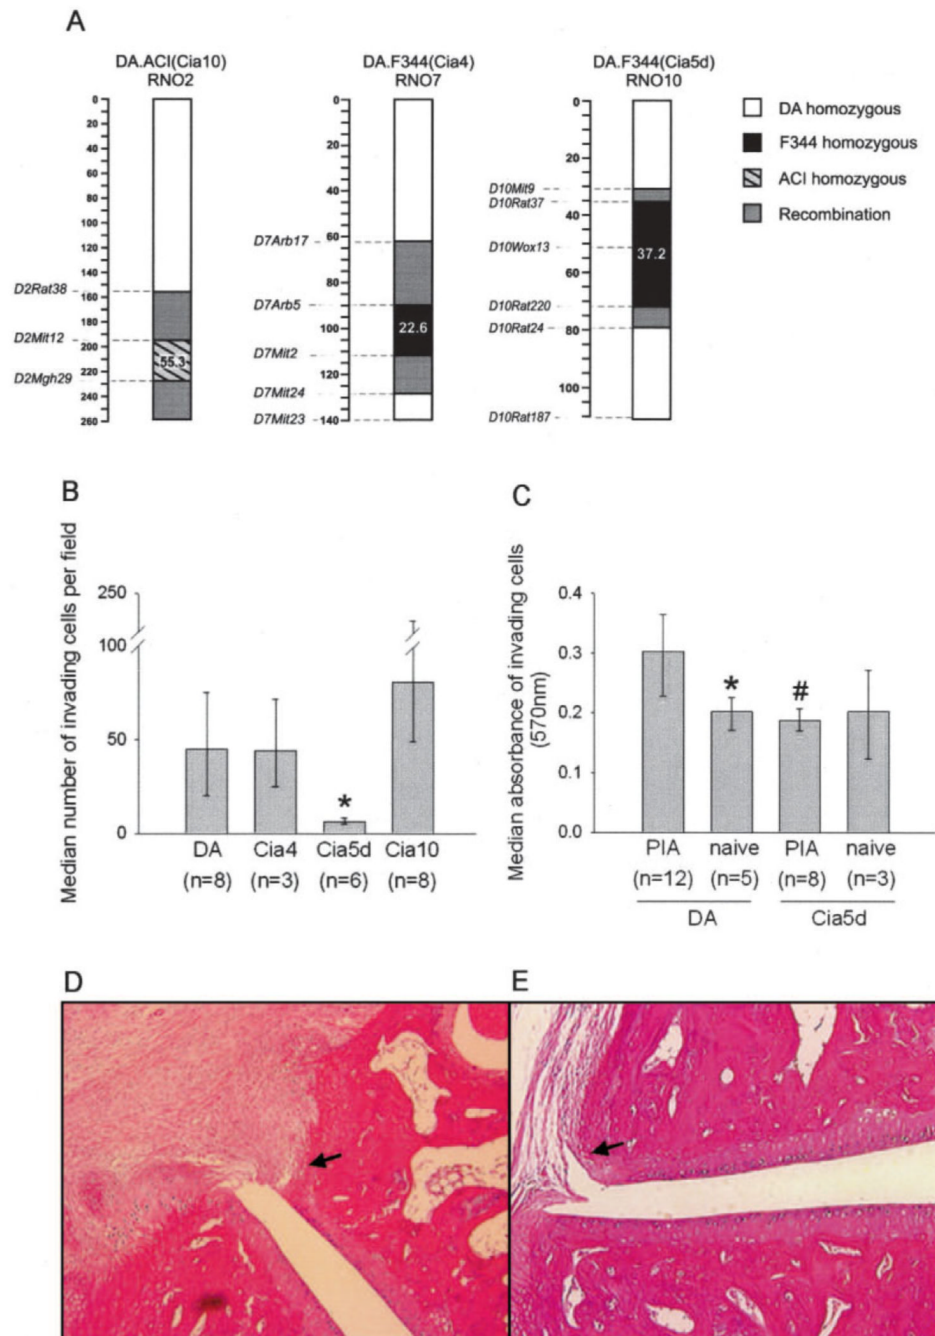 A
DA.ACI(Cia10)
RNO2
0
20
40
60
80
100
120
140
160
180
200
220
240
260
D2Rat38
D2Mit12
D2Mgh29
55.3
DA.F344(Cia4)
RNO7
0
20
40
60
80
100
120
140
D7Arb17
D7Arb5
D7Mit2
D7Mit24
D7Mit23
22.6
DA.F344(Cia5d)
RNO10
0
20
40
60
80
100
D10Mit9
D10Rat37
D10Wox13
D10Rat220
D10Rat24
D10Rat187
37.2
DA homozygous
F344 homozygous
ACI homozygous
Recombination
B
Median number of invading cells per field
250
100
50
0
*
DA Cia4 Cia5d Cia10
(n=8) (n=3) (n=6) (n=8)
C
Median absorbance of invading cells
(570nm)
0.4
0.3
0.2
0.1
0.0
* #
PIA naive PIA naive
(n=12) (n=5) (n=8) (n=3)
DA Cia5d
D
E